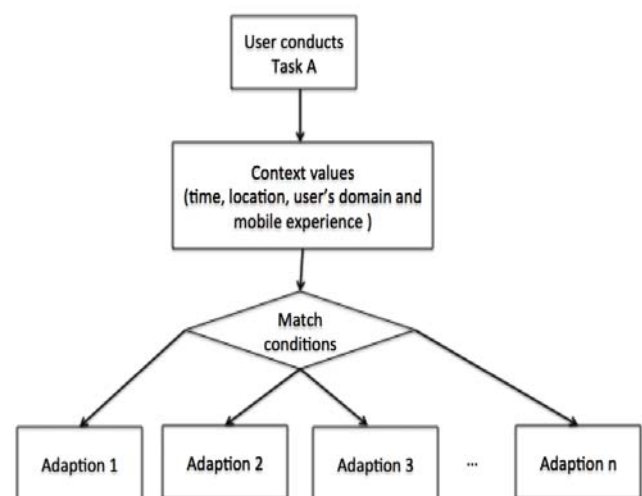 User conducts
Task A
Context values
(time, location, user's domain and
mobile experience )
Match
conditions
Adaption 1
Adaption 2
Adaption 3
...
Adaption n